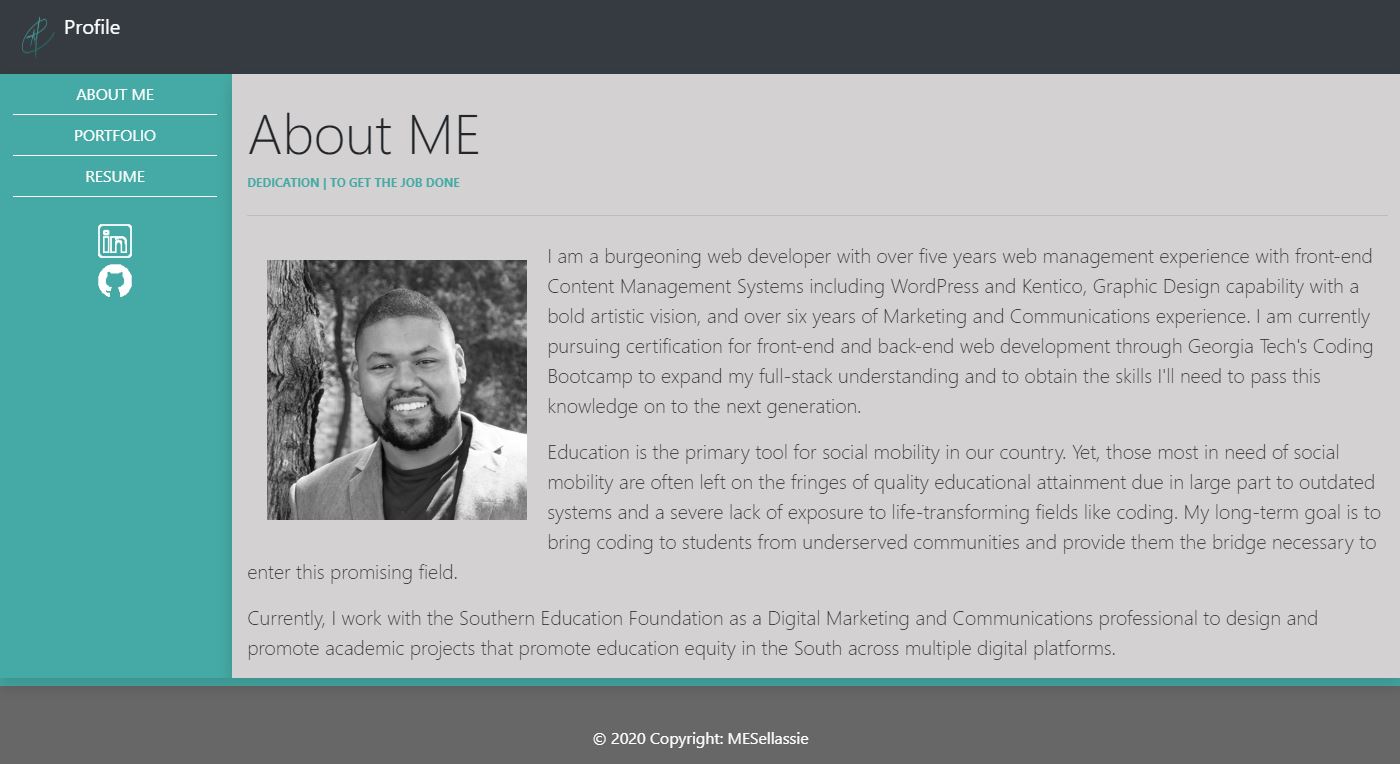 Profile
ABOUT ME
PORTFOLIO
RESUME
in
About ME
DEDICATION | TO GET THE JOB DONE
I am a burgeoning web developer with over five years web management experience with front-end
Content Management Systems including WordPress and Kentico, Graphic Design capability with a
bold artistic vision, and over six years of Marketing and Communications experience. I am currently
pursuing certification for front-end and back-end web development through Georgia Tech's Coding
Bootcamp to expand my full-stack understanding and to obtain the skills I'll need to pass this
knowledge on to the next generation.
Education is the primary tool for social mobility in our country. Yet, those most in need of social
mobility are often left on the fringes of quality educational attainment due in large part to outdated
systems and a severe lack of exposure to life-transforming fields like coding. My long-term goal is to
bring coding to students from underserved communities and provide them the bridge necessary to
enter this promising field.
Currently, I work with the Southern Education Foundation as a Digital Marketing and Communications professional to design and
promote academic projects that promote education equity in the South across multiple digital platforms.
© 2020 Copyright: MESellassie